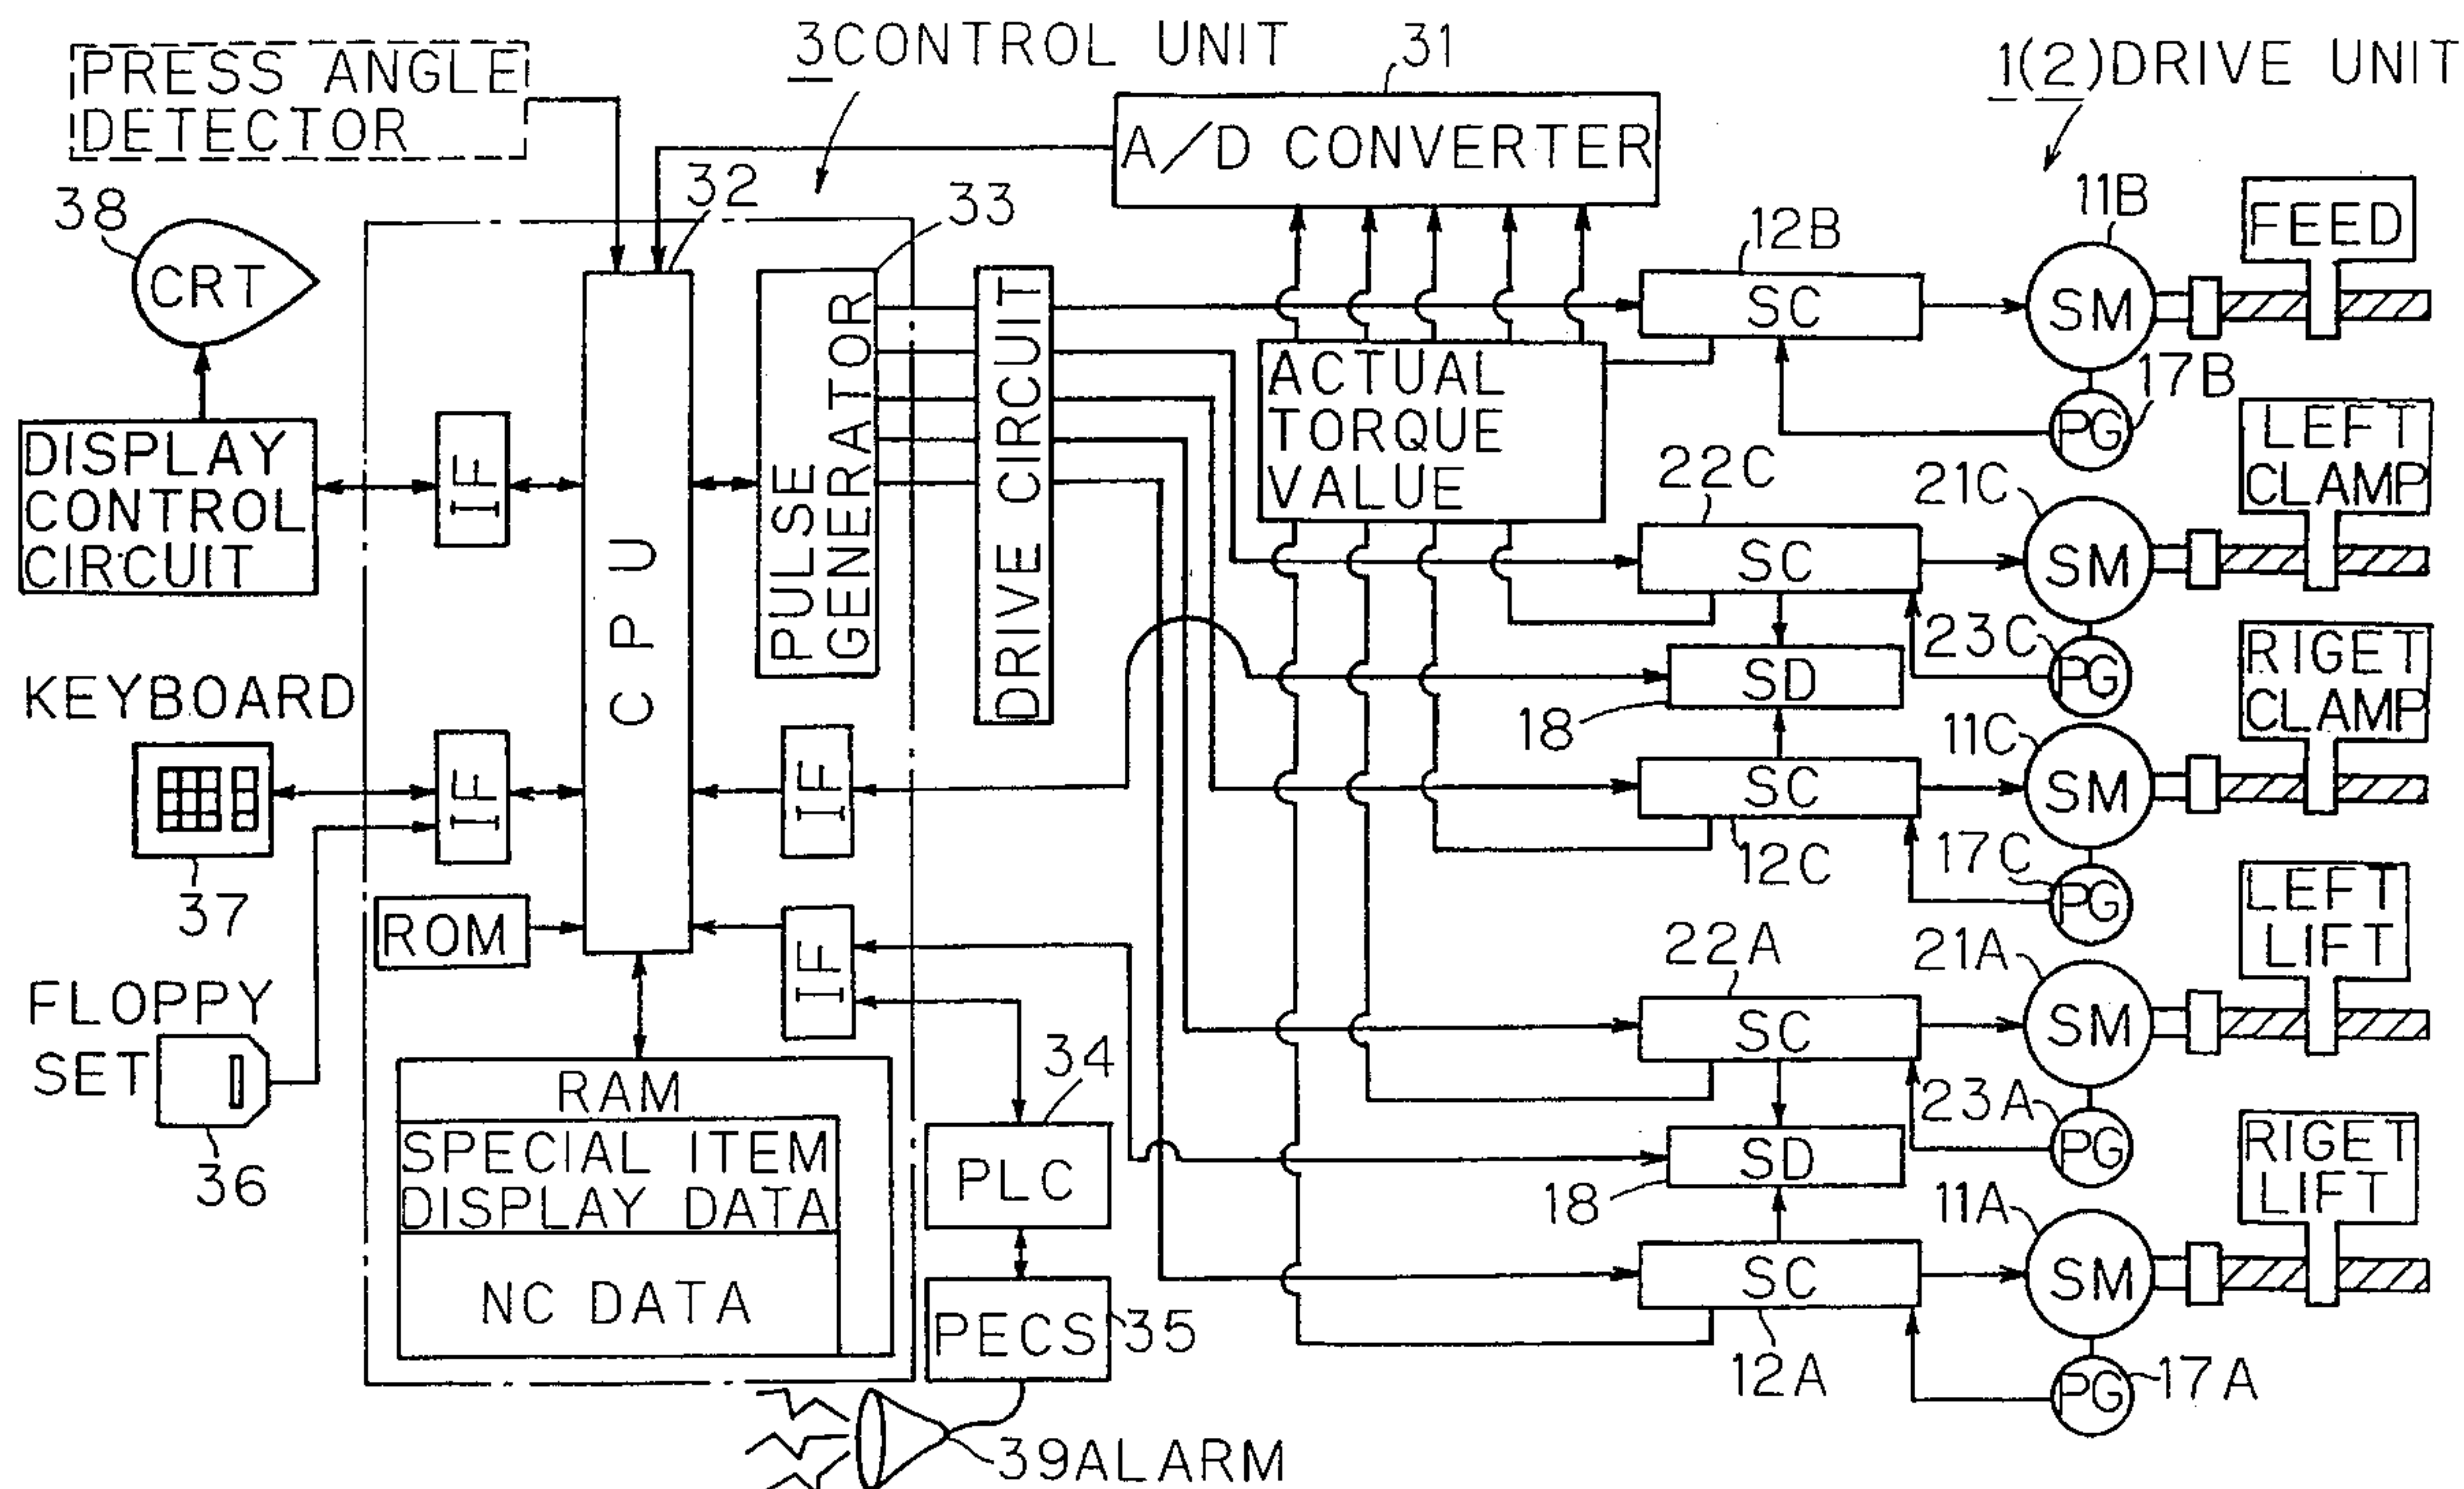 PRESS ANGLE
DETECTOR
3CONTROL UNIT
31
1(2)DRIVE UNIT
A/D CONVERTER
32
33
38
CRT
12B
11B
FEED
SC
SM
17B
PG
DISPLAY
CONTROL
CIRCUIT
IF
CPU
PULSE
GENERATOR
DRIVE CIRCUIT
ACTUAL
TORQUE
VALUE
22C
21C
LEFT
CLAMP
SC
SM
23C
PG
SD
18
RIGET
CLAMP
11C
SC
SM
12C
17C
PG
KEYBOARD
37
IF
IF
ROM
IF
FLOPPY
SET
36
RAM
SPECIAL ITEM
DISPLAY DATA
NC DATA
34
PLC
PECS
35
39ALARM
22A
21A
LEFT
LIFT
SC
SM
23A
PG
SD
18
RIGET
LIFT
11A
SC
SM
12A
PG
17A